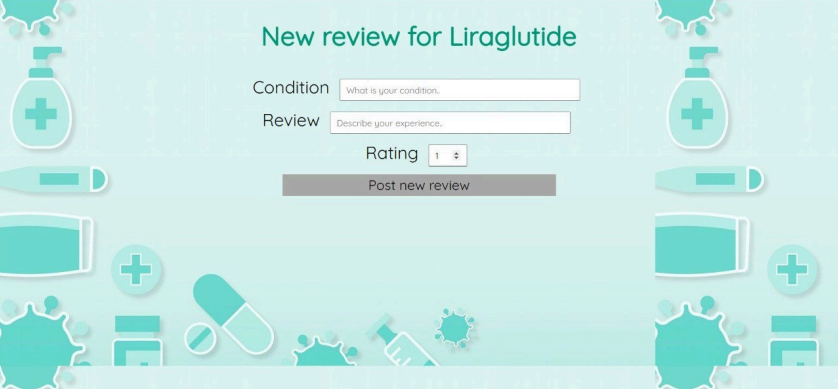 New review for Liraglutide
Condition What is your condition..
Review Describe your experience..
Rating 1
Post new review